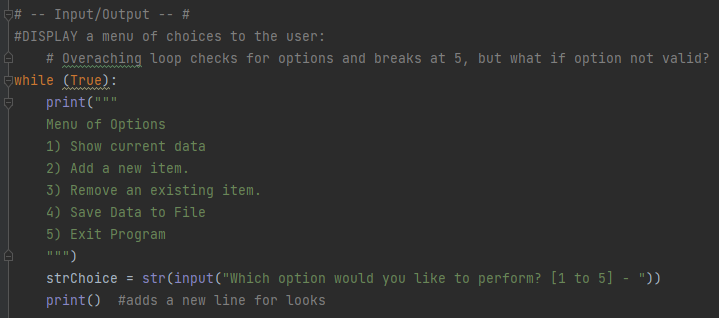 # -- Input/Output -- #
#DISPLAY a menu of choices to the user:
# Overaching loop checks for options and breaks at 5, but what if option not valid?
while (True):
print("""
Menu of Options
1) Show current data
2) Add a new item.
3) Remove an existing item.
4) Save Data to File
5) Exit Program
""")
strChoice = str(input("Which option would you like to perform? [1 to 5] - "))
print()  #adds a new line for looks